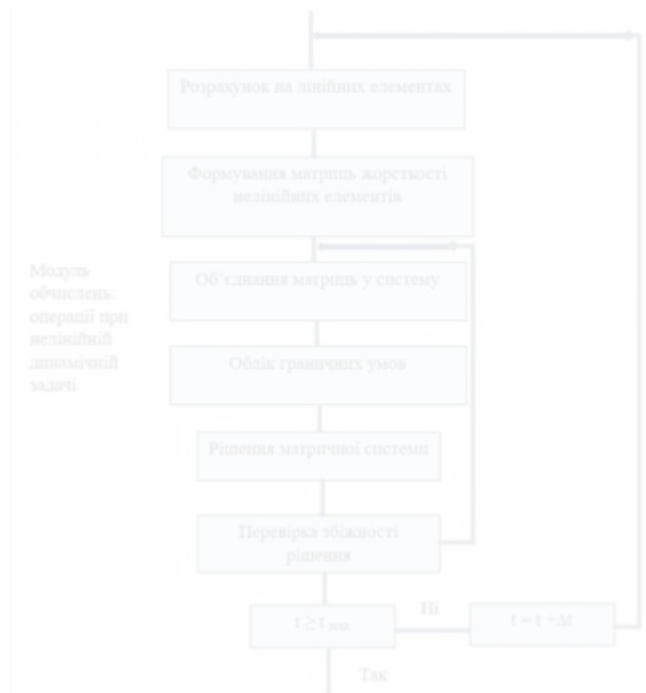 Розрахунок на лінійних елементах
Формування матриць жорсткості
нелінійних елементів
Модуль
обчислень:
операції при
нелінійній
динамічній
задачі
Об’єднання матриць у систему
Облік граничних умов
Рішення матричної системи
Перевірка збіжності
рішення
t ≥ t
Ні
t = t +Δt
Так